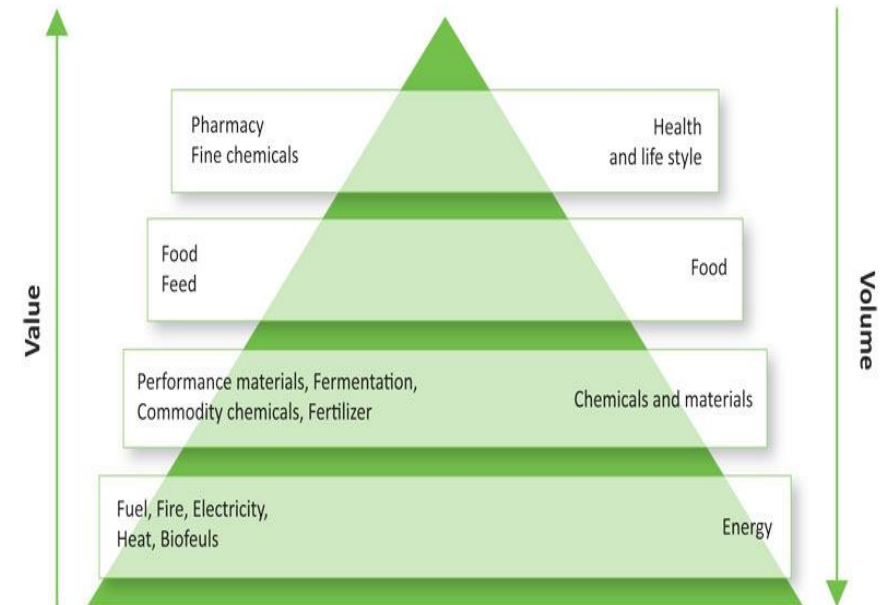 Value
Pharmacy
Fine chemicals
Health
and life style
Food
Feed
Food
Performance materials, Fermentation,
Commodity chemicals, Fertilizer
Chemicals and materials
Fuel, Fire, Electricity,
Heat, Biofeuls
Energy
Volume